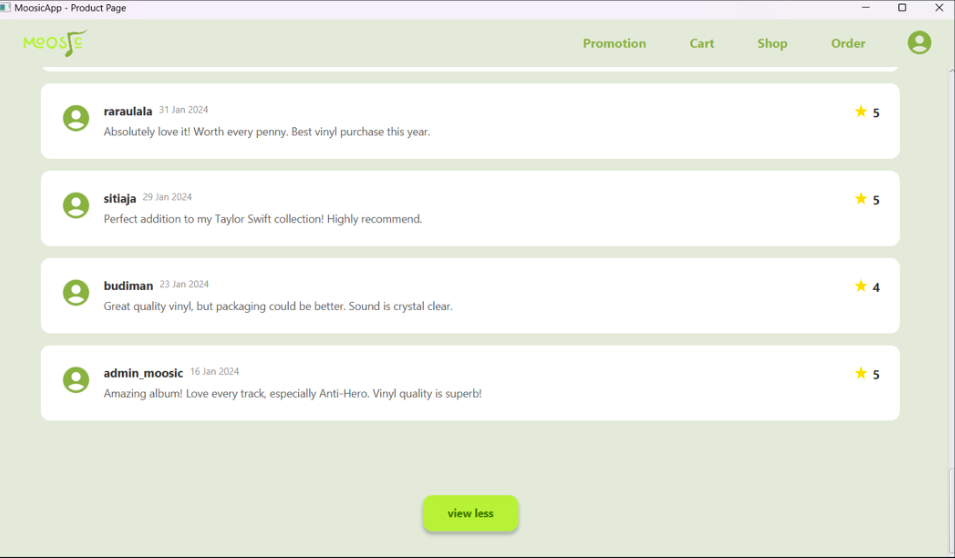 MoosicApp - Product Page
MOOSIC
Promotion Cart Shop Order
raraulala 31 Jan 2024
★ 5
Absolutely love it! Worth every penny. Best vinyl purchase this year.
sitiaja 29 Jan 2024
★ 5
Perfect addition to my Taylor Swift collection! Highly recommend.
budiman 23 Jan 2024
★ 4
Great quality vinyl, but packaging could be better. Sound is crystal clear.
admin_moosic 16 Jan 2024
★ 5
Amazing album! Love every track, especially Anti-Hero. Vinyl quality is superb!
view less